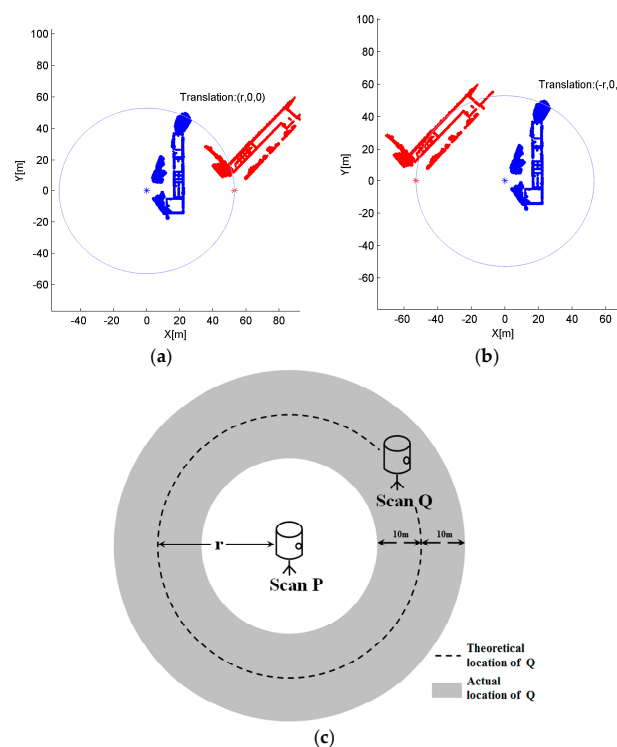 100
80
60
40
20
0
-20
-40
-60
Y[m]
Translation:(r,0,0)
-40 -20 0 20 40 60 80
X[m]
(a)
100
80
60
40
20
0
-20
-40
-60
Y[m]
Translation:(-r,0,
-60 -40 -20 0 20 40 60
X[m]
(b)
Scan Q
r
10m 10m
Scan P
Theoretical
location of Q
Actual
location of Q
(c)